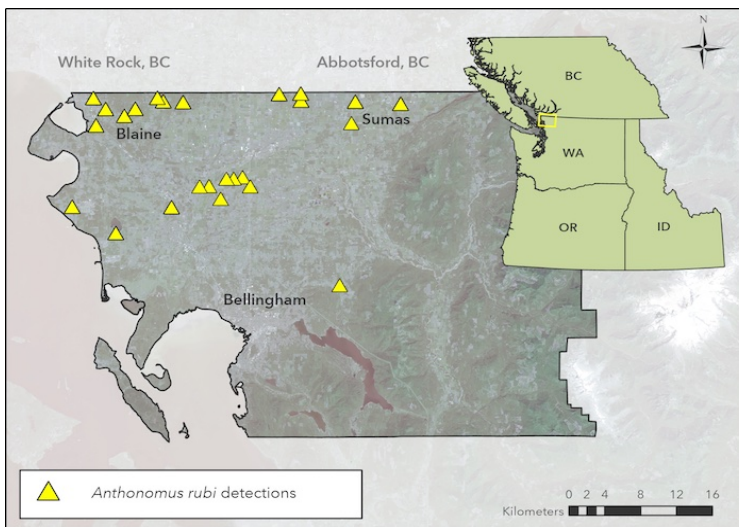 N
White Rock, BC
Abbotsford, BC
BC
Blaine
Sumas
WA
OR
ID
Bellingham
Anthonomus rubi detections
Kilometers
0 2 4 8 12 16